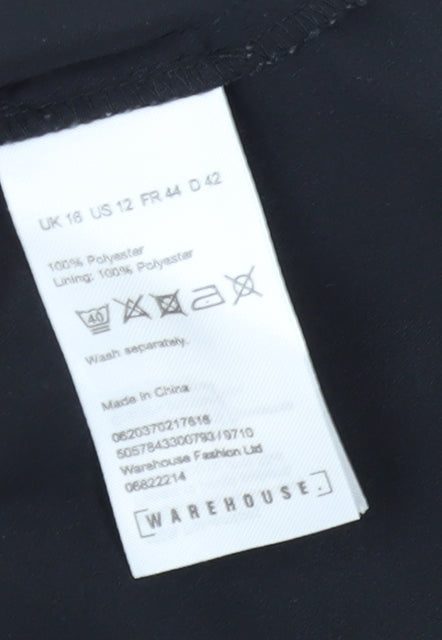 UK 16 US 12 FR 44 D 42
100% Polyester
Lining: 100% Polyester
40
Wash separately.
Made in China
0620370217616
5057843300793/9710
Warehouse Fashion Ltd
06822214
WAREHOUSE.